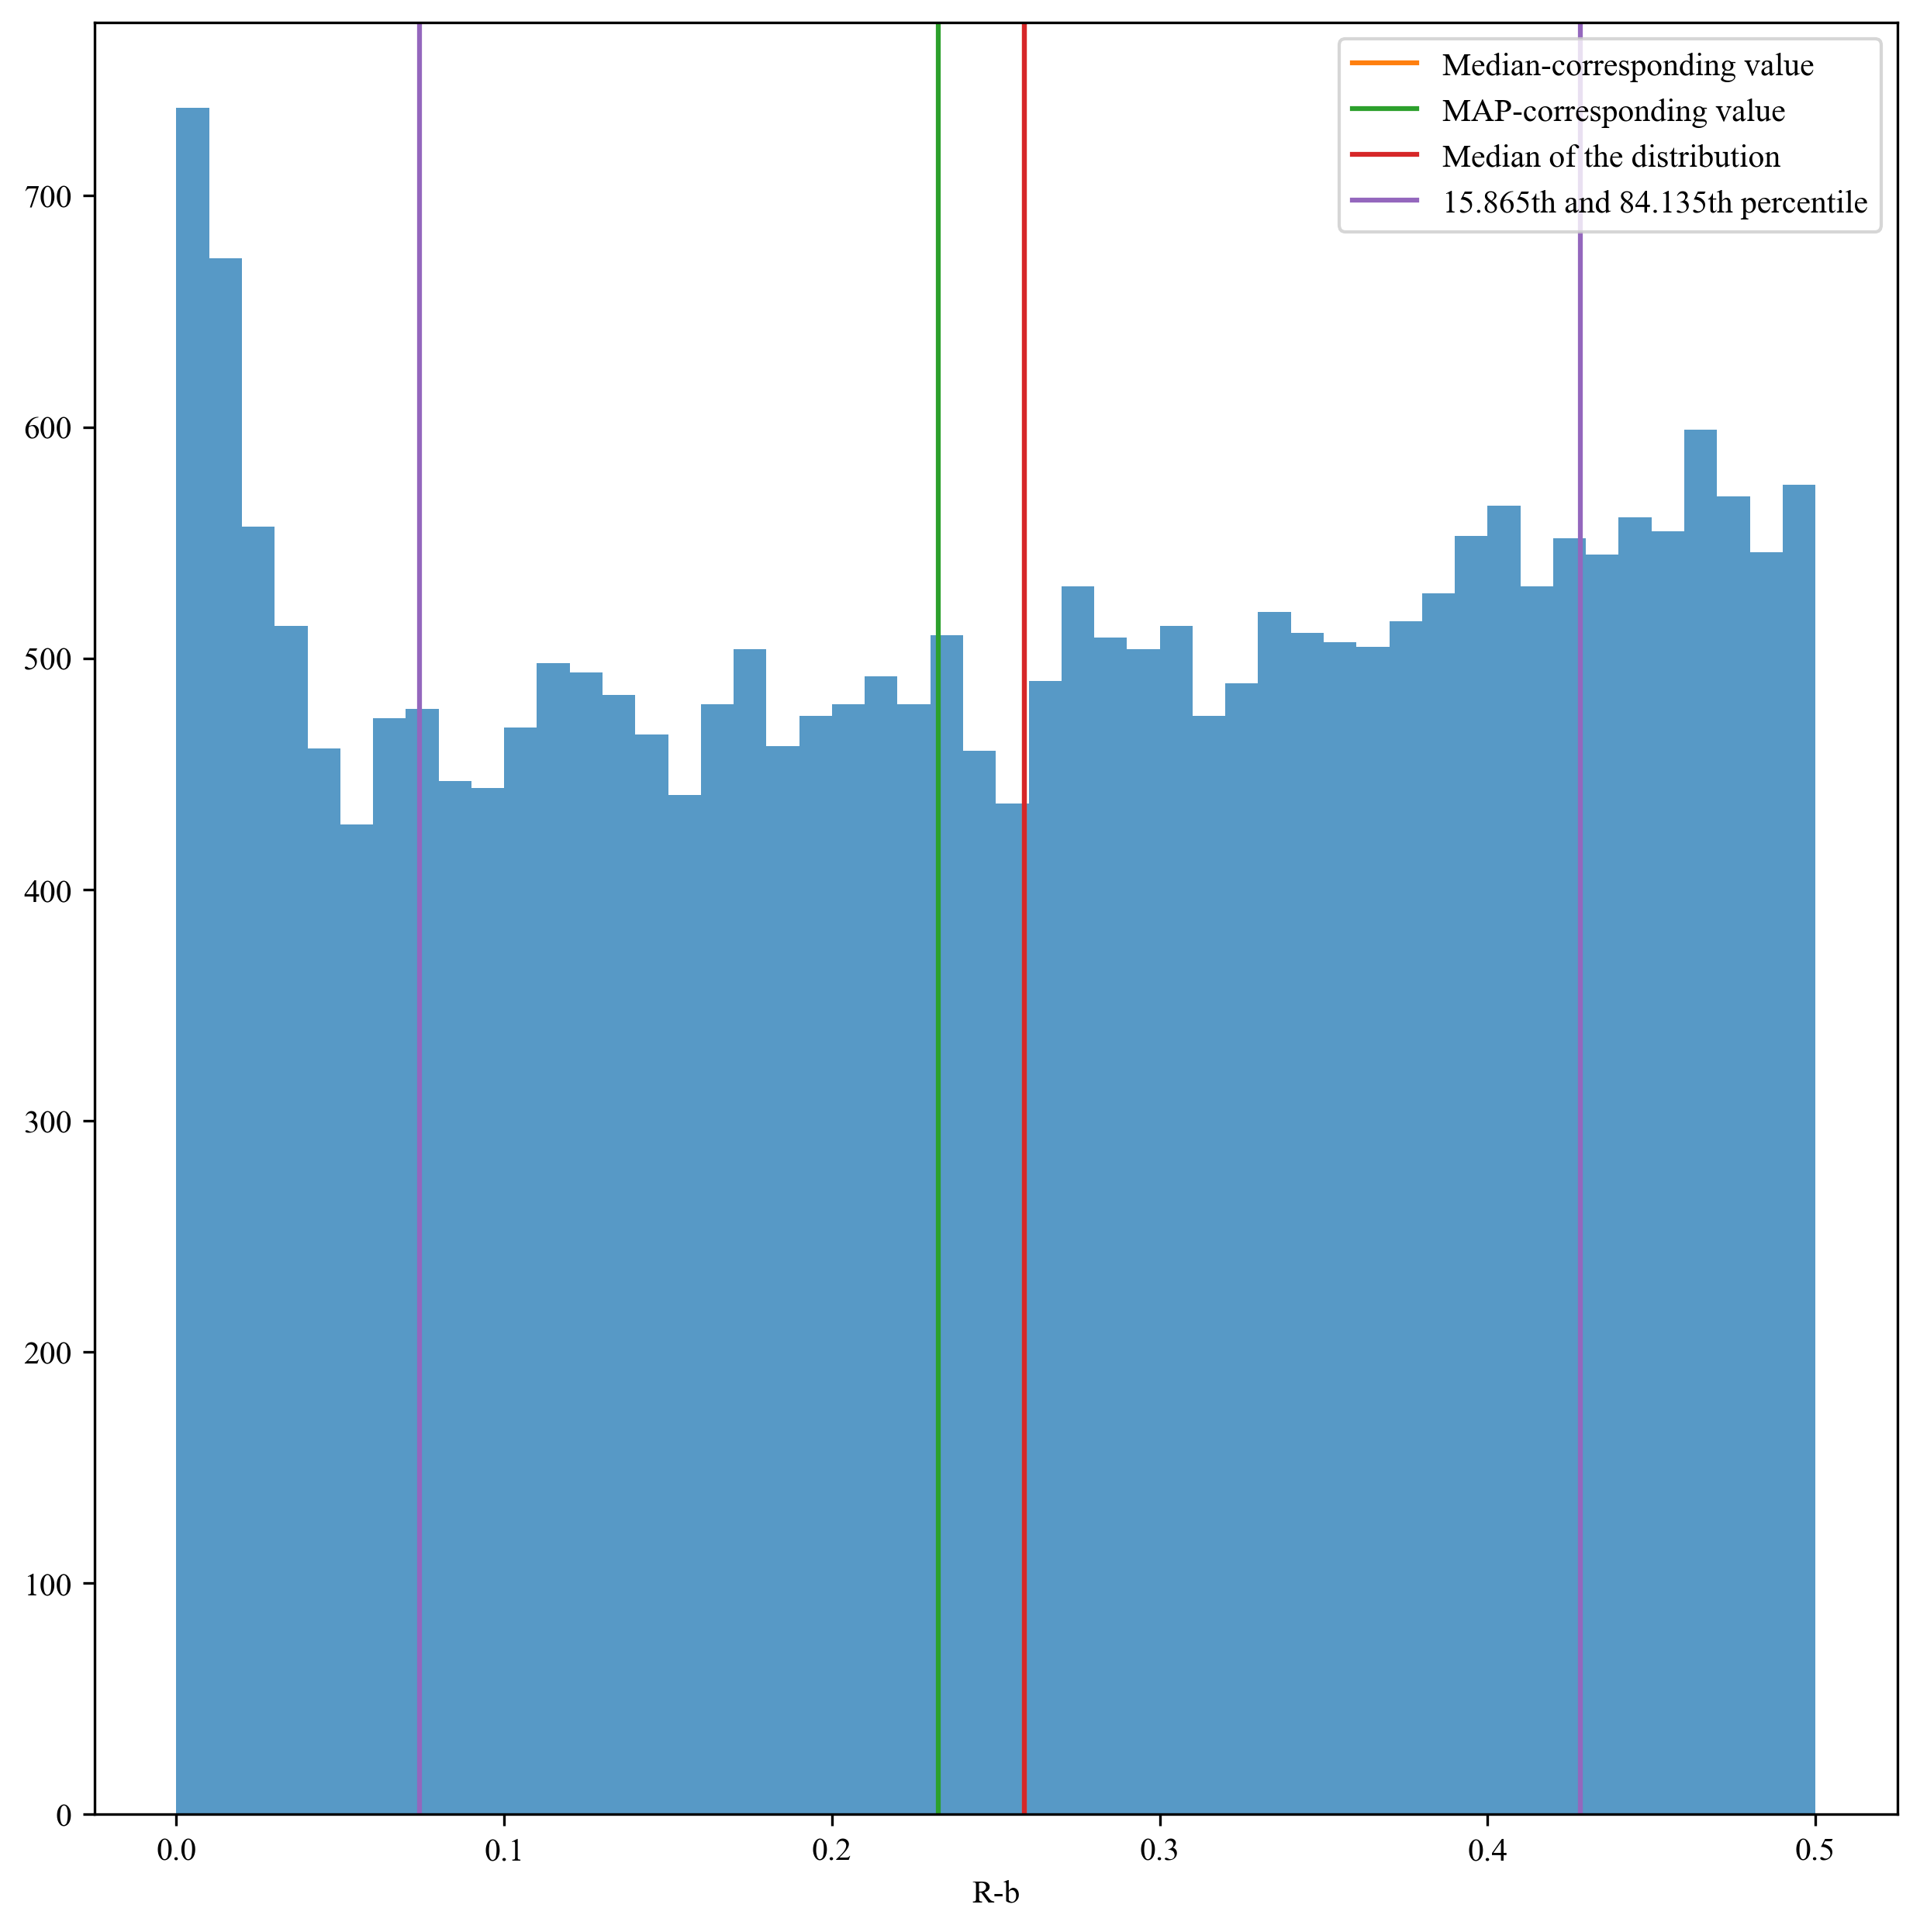 Median-corresponding value
MAP-corresponding value
Median of the distribution
15.865th and 84.135th percentile
700
600
500
400
300
200
100
0
0.0 0.1 0.2 0.3 0.4 0.5
R-b